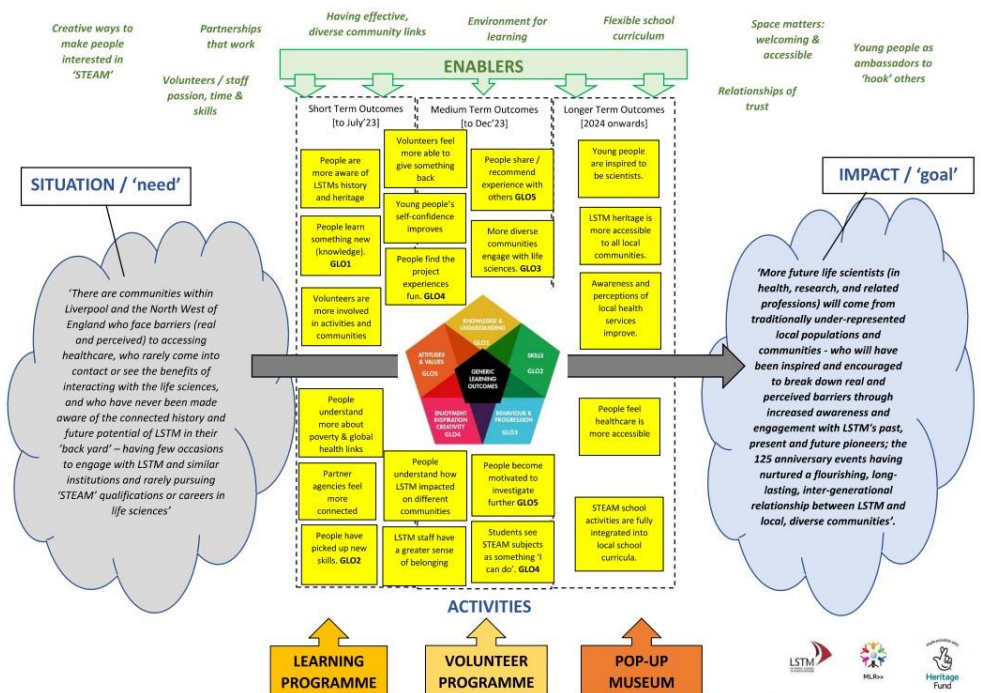 Creative ways to
make people
interested in
‘STEAM’
Partnerships
that work
Volunteers / staff
passion, time &
skills
Having effective,
diverse community links
Environment for
learning
Flexible school
curriculum
Space matters:
welcoming &
accessible
Young people as
ambassadors to
‘hook’ others
Relationships of
trust
ENABLERS
Short Term Outcomes
[to July’23]
Medium Term Outcomes
[to Dec’23]
Longer Term Outcomes
[2024 onwards]
SITUATION / ‘need’
‘There are communities within
Liverpool and the North West of
England who face barriers (real
and perceived) to accessing
healthcare, who rarely come into
contact or see the benefits of
interacting with the life sciences,
and who have never been made
aware of the connected history and
future potential of LSTM in their
‘back yard’ – having few occasions
to engage with LSTM and similar
institutions and rarely pursuing
‘STEAM’ qualifications or careers in
life sciences’
People are
more aware of
LSTMs history
and heritage
People learn
something new
(knowledge).
GLO1
Volunteers are
more involved
in activities and
communities
People
understand
more about
poverty & global
health links
Partner
agencies feel
more
connected
People have
picked up new
skills. GLO2
Volunteers feel
more able to
give something
back
Young people’s
self-confidence
improves
People find the
project
experiences
fun. GLO4
People
understand how
LSTM impacted
on different
communities
LSTM staff have
a greater sense
of belonging
People share /
recommend
experience with
others GLO5
More diverse
communities
engage with life
sciences. GLO3
People become
motivated to
investigate
further GLO5
Students see
STEAM subjects
as something ‘I
can do’. GLO4
Young people
are inspired to
be scientists.
LSTM heritage is
more accessible
to all local
communities.
Awareness and
perceptions of
local health
services
improve.
People feel
healthcare is
more accessible
STEAM school
activities are fully
integrated into
local school
curricula.
KNOWLEDGE &
UNDERSTANDING
GLO1
ATTITUDES
& VALUES
GLO5
SKILLS
GLO2
GENERIC
LEARNING
OUTCOMES
ENJOYMENT
INSPIRATION
CREATIVITY
GLO4
BEHAVIOUR &
PROGRESSION
GLO3
IMPACT / ‘goal’
‘More future life scientists (in
health, research, and related
professions) will come from
traditionally under-represented
local populations and
communities - who will have
been inspired and encouraged
to break down real and
perceived barriers through
increased awareness and
engagement with LSTM's past,
present and future pioneers; the
125 anniversary events having
nurtured a flourishing, long-
lasting, inter-generational
relationship between LSTM and
local, diverse communities’.
ACTIVITIES
LEARNING
PROGRAMME
VOLUNTEER
PROGRAMME
POP-UP
MUSEUM
LSTM
MLR>>
Heritage
Fund